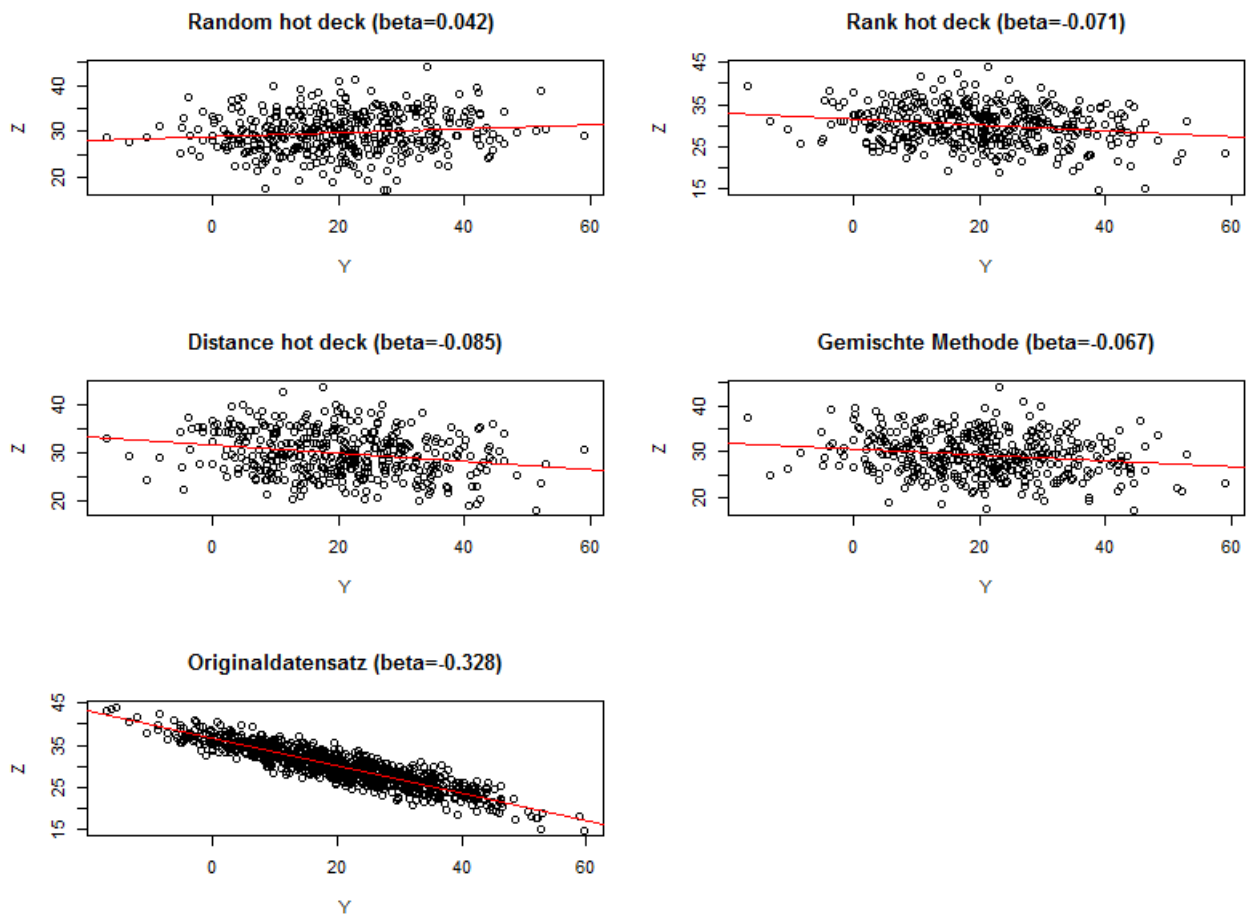 Random hot deck (beta=0.042)
Z
40
30
20
0
20
40
60
Y
Rank hot deck (beta=-0.071)
Z
45
35
25
15
0
20
40
60
Y
Distance hot deck (beta=-0.085)
Z
40
30
20
0
20
40
60
Y
Gemischte Methode (beta=-0.067)
Z
40
30
20
0
20
40
60
Y
Originaldatensatz (beta=-0.328)
Z
45
35
25
15
0
20
40
60
Y